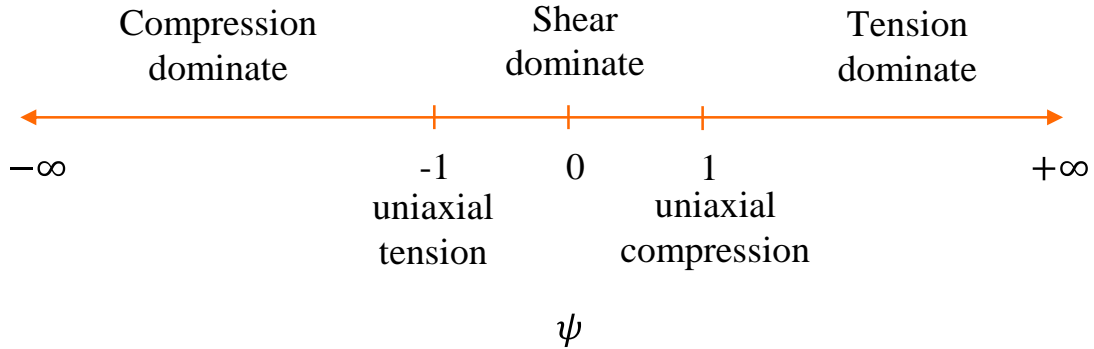 Compression
dominate
Shear
dominate
Tension
dominate
−∞
-1
0
1
+∞
uniaxial
tension
uniaxial
compression
ψ